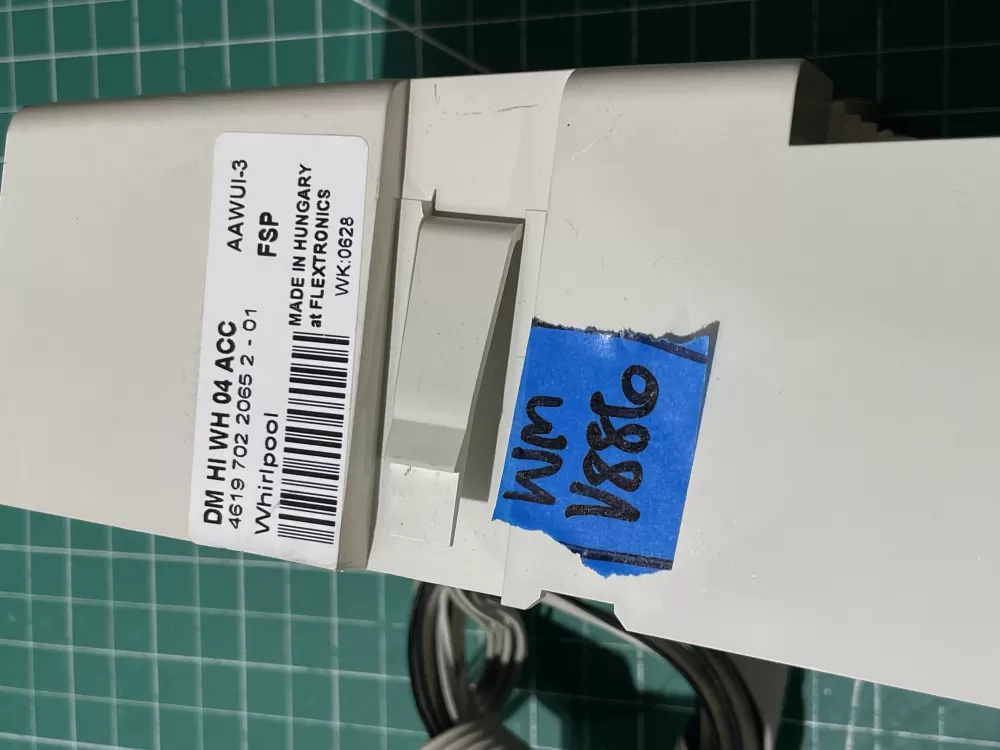 DM HI WH 04 ACC
AAWUI-3
4619 702 2065 2 - 01
FSP
Whirlpool
MADE IN HUNGARY
at FLEXTRONICS
WK:0628
WM
V886